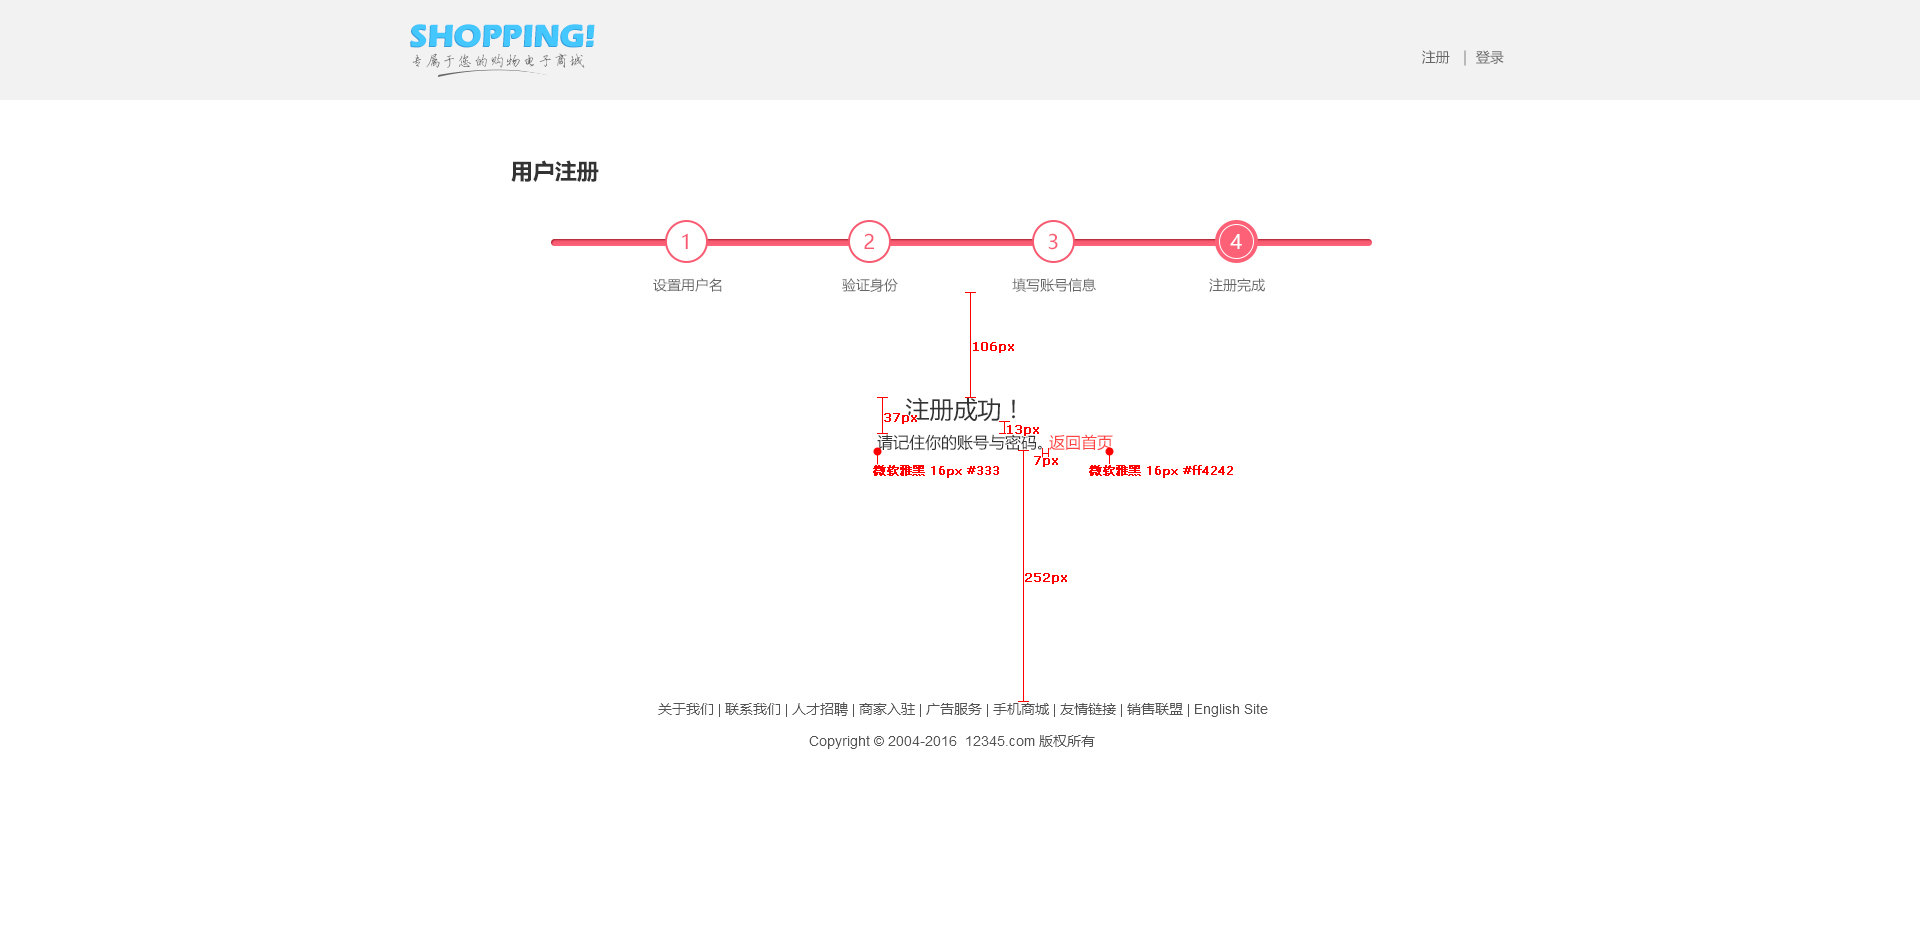 SHOPPING!
专属于您的购物电子商城
注册 | 登录
用户注册
1 2 3 4
设置用户名 验证身份 填写账号信息 注册完成
106px
注册成功！
37px
13px
请记住你的账号与密码。返回首页
7px
微软雅黑 16px #333 微软雅黑 16px #ff4242
252px
关于我们 | 联系我们 | 人才招聘 | 商家入驻 | 广告服务 | 手机商城 | 友情链接 | 销售联盟 | English Site
Copyright © 2004-2016 12345.com 版权所有